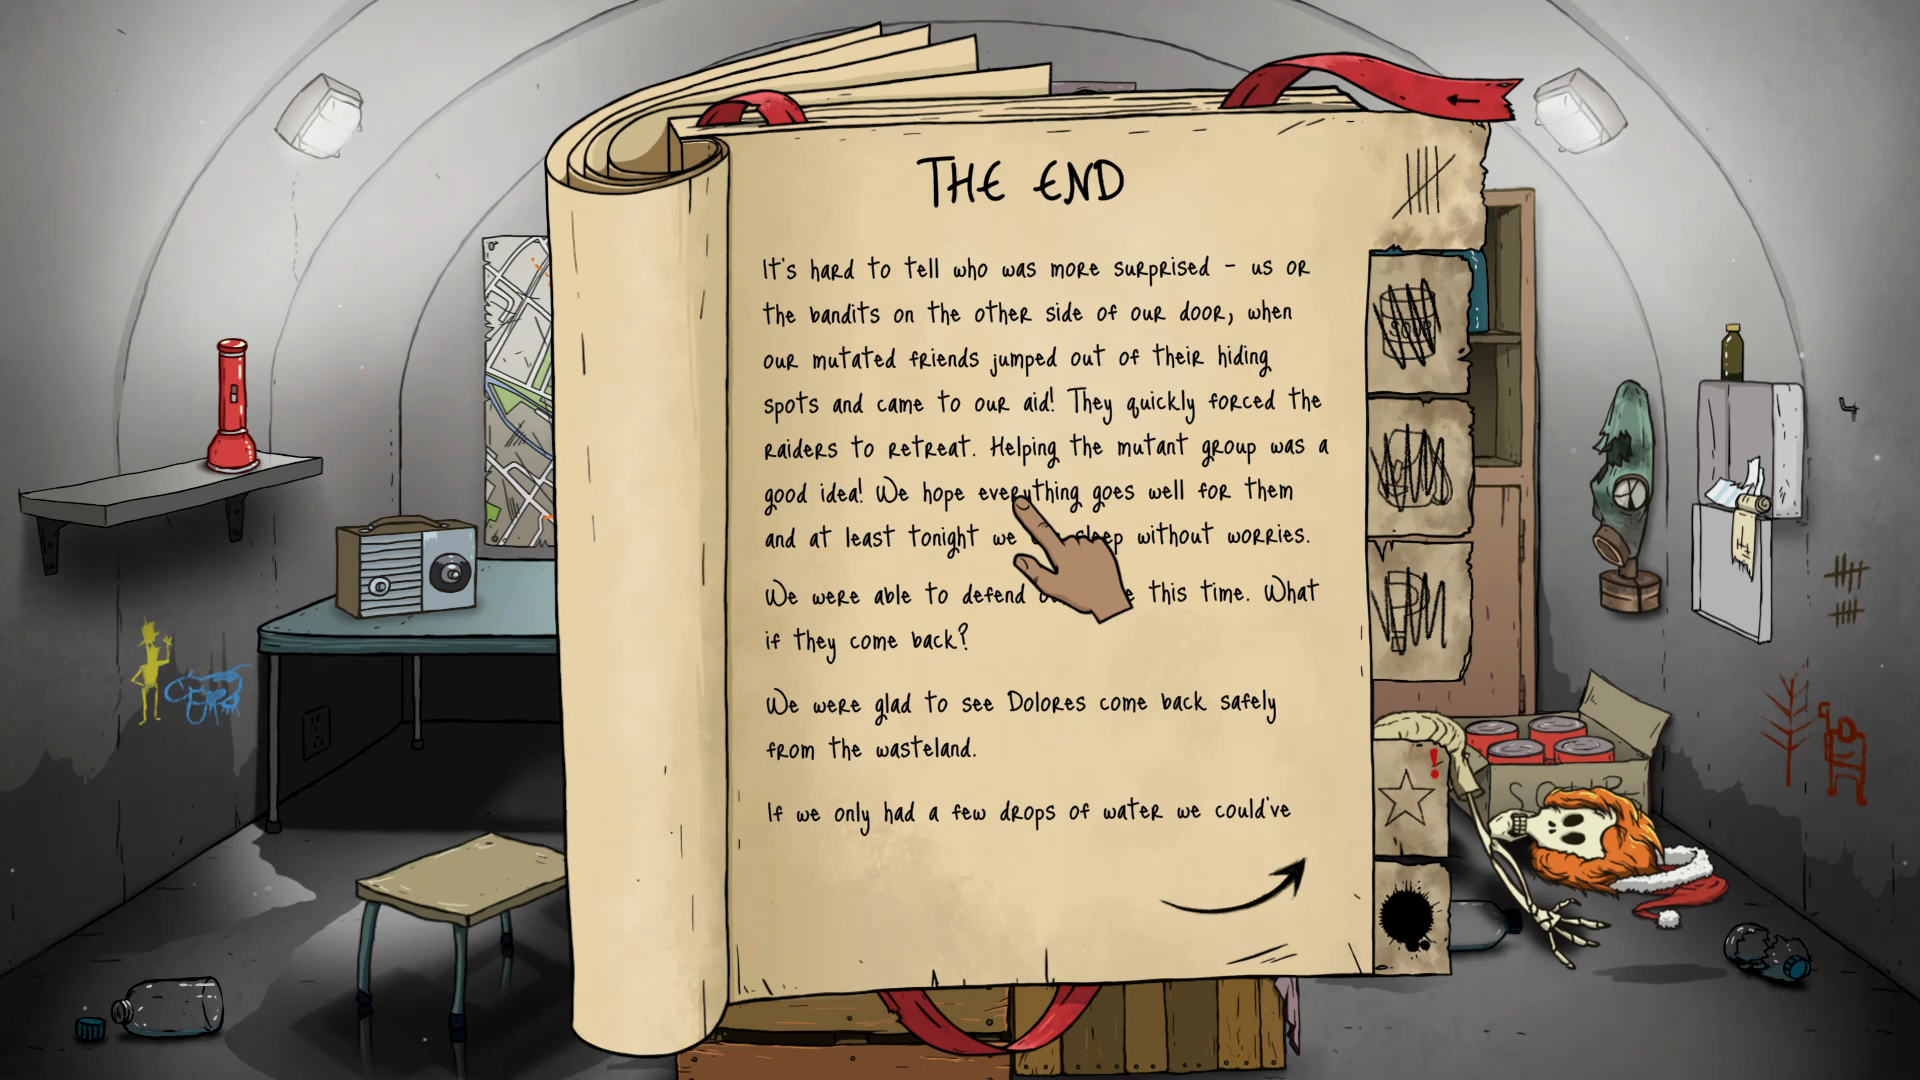 THE END
It's hard to tell who was more surprised - us or
the bandits on the other side of our door, when
our mutated friends jumped out of their hiding
spots and came to our aid! They quickly forced the
raiders to retreat. Helping the mutant group was a
good idea! We hope everything goes well for them
and at least tonight we sleep without worries.
We were able to defend this time. What
if they come back?
We were glad to see Dolores come back safely
from the wasteland.
If we only had a few drops of water we could've
!
SOUP